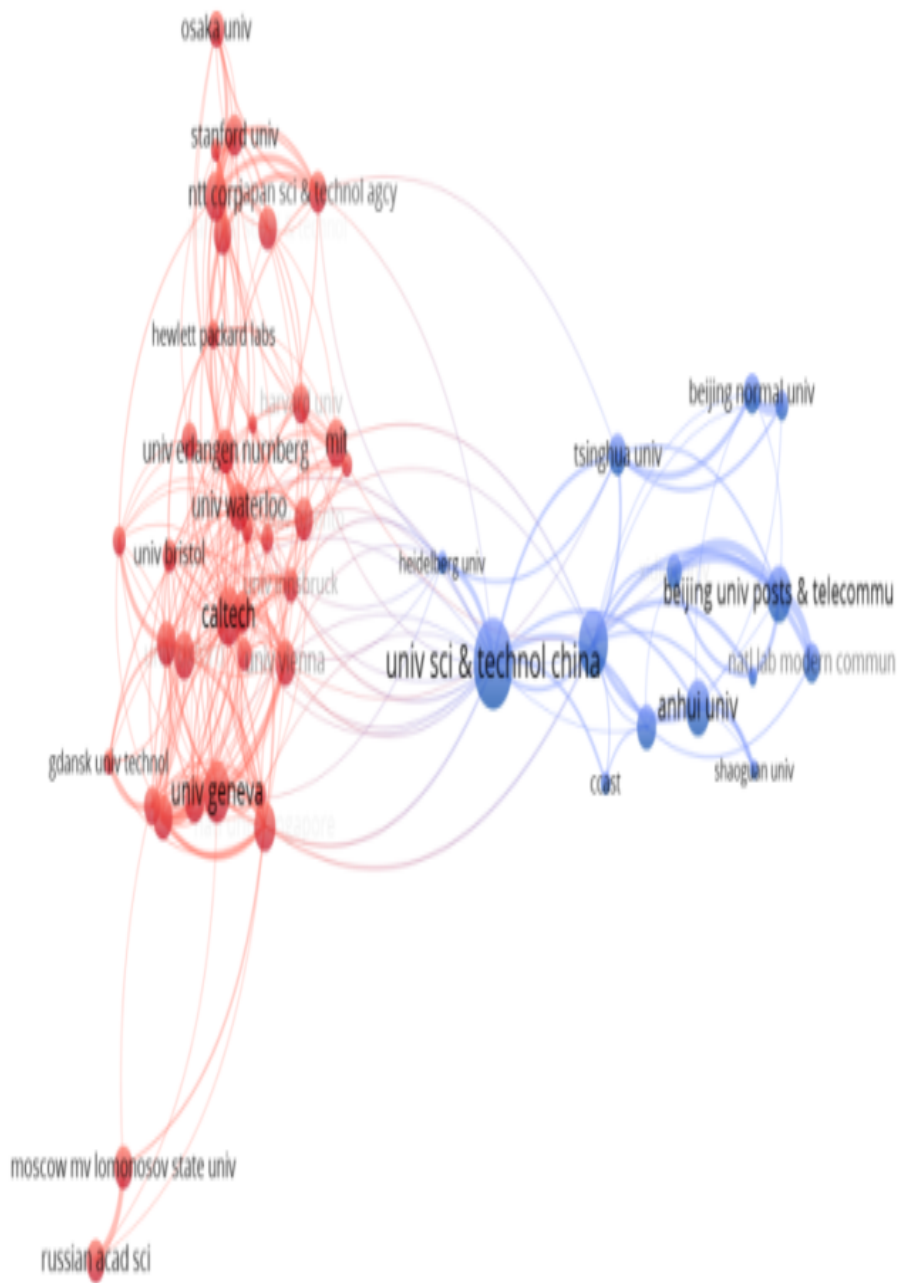 osaka univ
stanford univ
ntt corp
japan sci & technol agcy
hewlett packard labs
harvard univ
beijing normal univ
univ erlangen nurnberg
mit
tsinghua univ
univ waterloo
univ bristol
heidelberg univ
beijing univ posts & telecommu
caltech
univ sci & technol china
univ vienna
natl lab modern commun
anhui univ
gdansk univ technol
shaoguan univ
ccast
univ geneva
moscow mv lomonosov state univ
russian acad sci